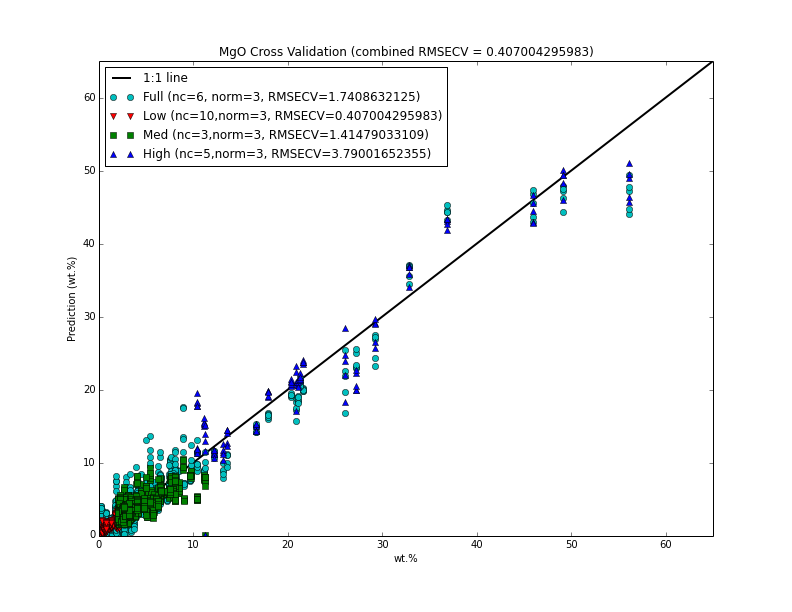 MgO Cross Validation (combined RMSECV = 0.407004295983)
1:1 line
Full (nc=6, norm=3, RMSECV=1.7408632125)
Low (nc=10,norm=3, RMSECV=0.407004295983)
Med (nc=3,norm=3, RMSECV=1.41479033109)
High (nc=5,norm=3, RMSECV=3.79001652355)
Prediction (wt.%)
60
50
40
30
20
10
0
0 10 20 30 40 50 60
wt.%